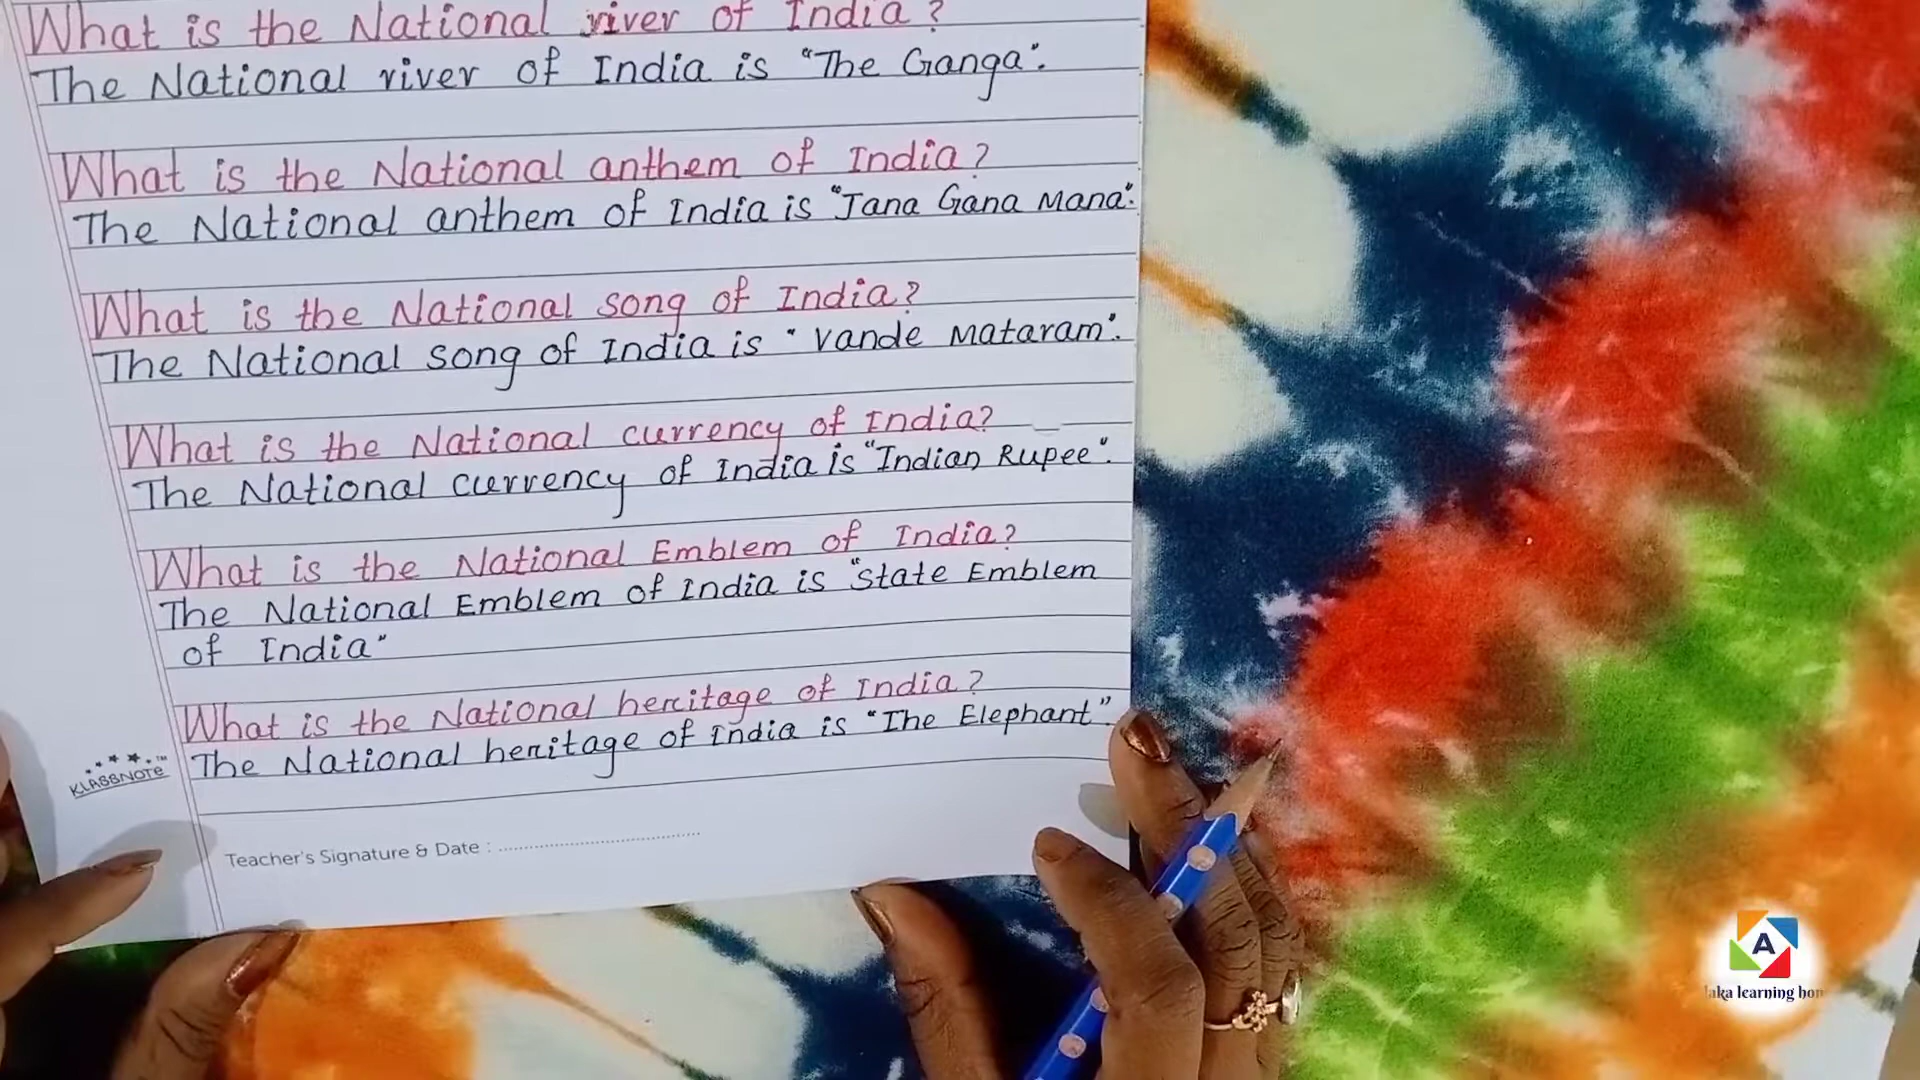 What is the National river of India?
The National river of India is "The Ganga".
What is the National anthem of India?
The National anthem of India is "Jana Gana Mana".
What is the National song of India?
The National song of India is "Vande Mataram".
What is the National currency of India?
The National currency of India is "Indian Rupee".
What is the National Emblem of India?
The National Emblem of India is "State Emblem
of India"
What is the National heritage of India?
The National heritage of India is "The Elephant".
KLASSNOTE™
Teacher's Signature & Date : ....................
A
aka learning hom